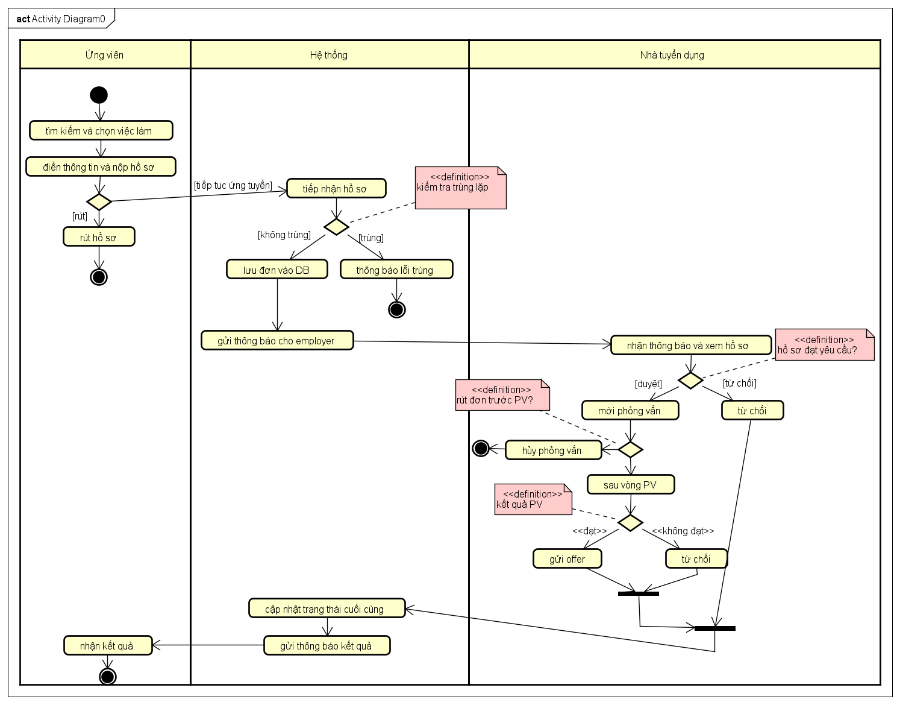 act Activity Diagram0
Ứng viên
Hệ thống
Nhà tuyển dụng
tìm kiếm và chọn việc làm
điền thông tin và nộp hồ sơ
[tiếp tục ứng tuyển]
[rút]
rút hồ sơ
tiếp nhận hồ sơ
<<definition>>
kiểm tra trùng lặp
[không trùng]
[trùng]
lưu đơn vào DB
thông báo lỗi trùng
gửi thông báo cho employer
nhận thông báo và xem hồ sơ
<<definition>>
hồ sơ đạt yêu cầu?
[duyệt]
[từ chối]
<<definition>>
rút đơn trước PV?
mời phỏng vấn
từ chối
hủy phỏng vấn
sau vòng PV
<<definition>>
kết quả PV
<<đạt>>
<<không đạt>>
gửi offer
từ chối
cập nhật trạng thái cuối cùng
gửi thông báo kết quả
nhận kết quả